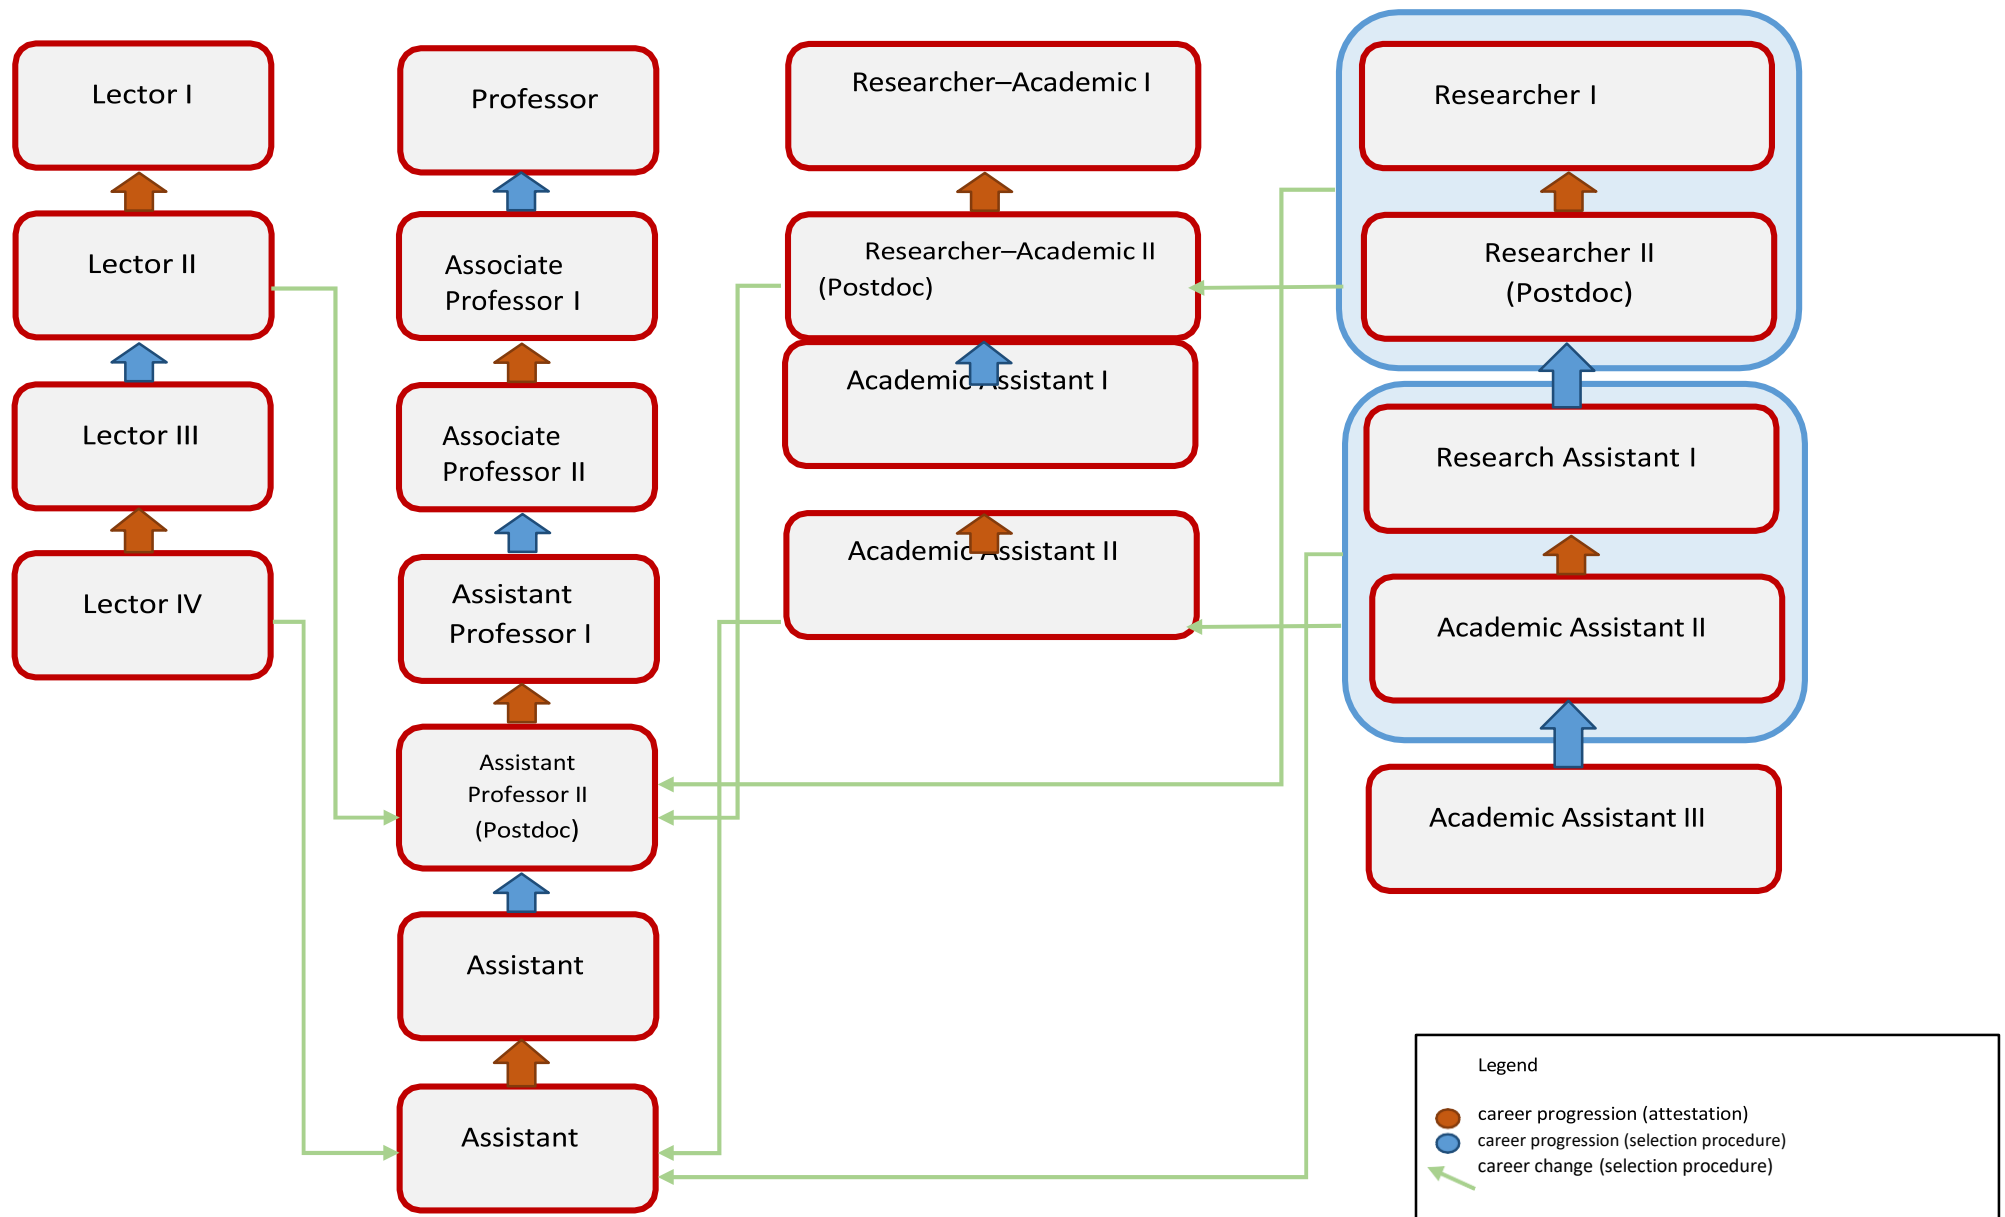 Lector I
Lector II
Lector III
Lector IV
Professor
Associate
Professor I
Associate
Professor II
Assistant
Professor I
Assistant
Professor II
(Postdoc)
Assistant
Assistant
Researcher–Academic I
Researcher–Academic II
(Postdoc)
Academic Assistant I
Academic Assistant II
Researcher I
Researcher II
(Postdoc)
Research Assistant I
Academic Assistant II
Academic Assistant III
Legend
career progression (attestation)
career progression (selection procedure)
career change (selection procedure)